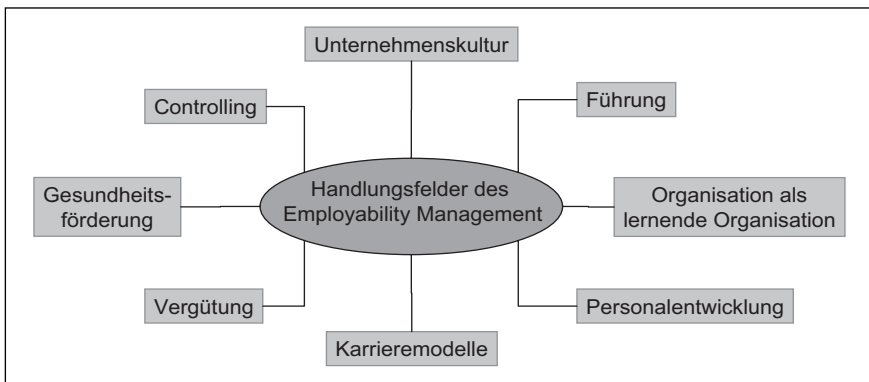 Unternehmenskultur
Controlling
Führung
Gesundheits-
förderung
Handlungsfelder des
Employability Management
Organisation als
lernende Organisation
Vergütung
Personalentwicklung
Karrieremodelle